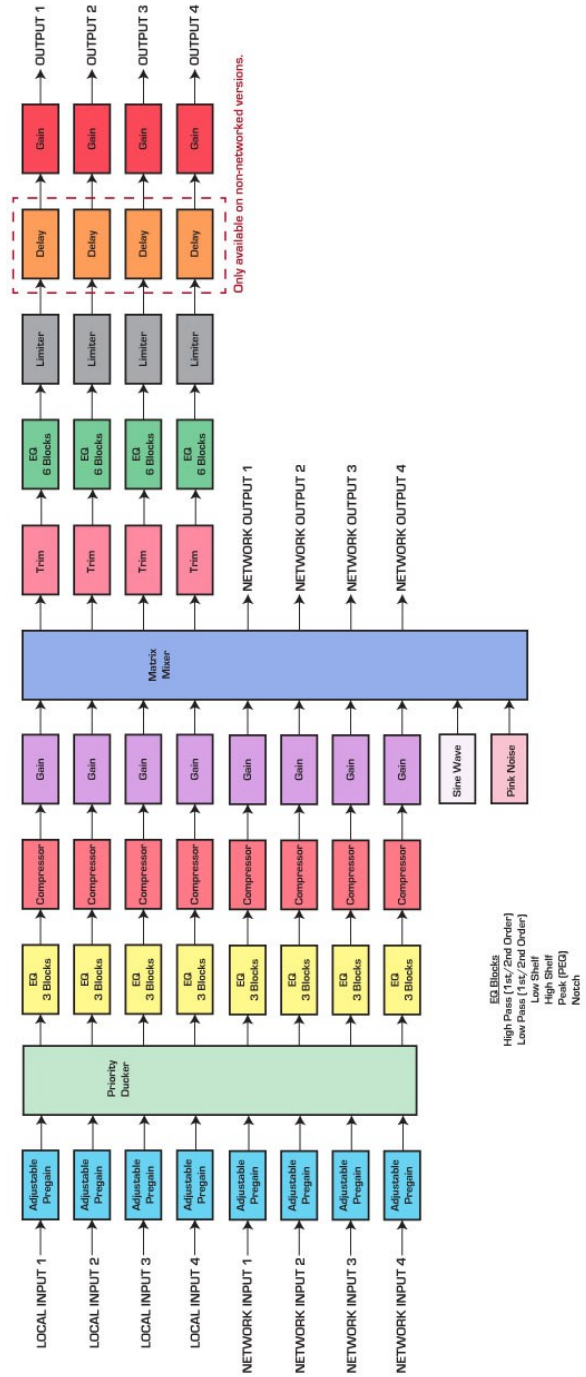 LOCAL INPUT 1
LOCAL INPUT 2
LOCAL INPUT 3
LOCAL INPUT 4
NETWORK INPUT 1
NETWORK INPUT 2
NETWORK INPUT 3
NETWORK INPUT 4
Adjustable
Pregain
Adjustable
Pregain
Adjustable
Pregain
Adjustable
Pregain
Adjustable
Pregain
Adjustable
Pregain
Adjustable
Pregain
Adjustable
Pregain
Priority
Ducker
EQ
3 Blocks
EQ
3 Blocks
EQ
3 Blocks
EQ
3 Blocks
EQ
3 Blocks
EQ
3 Blocks
EQ
3 Blocks
EQ
3 Blocks
Compressor
Compressor
Compressor
Compressor
Compressor
Compressor
Compressor
Compressor
Gain
Gain
Gain
Gain
Gain
Gain
Gain
Gain
Sine Wave
Pink Noise
Matrix
Mixer
Trim
Trim
Trim
Trim
NETWORK OUTPUT 1
NETWORK OUTPUT 2
NETWORK OUTPUT 3
NETWORK OUTPUT 4
EQ
6 Blocks
EQ
6 Blocks
EQ
6 Blocks
EQ
6 Blocks
Limiter
Limiter
Limiter
Limiter
Delay
Delay
Delay
Delay
Only available on non-networked versions.
Gain
Gain
Gain
Gain
OUTPUT 1
OUTPUT 2
OUTPUT 3
OUTPUT 4
EQ Blocks
High Pass (1st/2nd Order)
Low Pass (1st/2nd Order)
Low Shelf
High Shelf
Peak (PEQ)
Notch